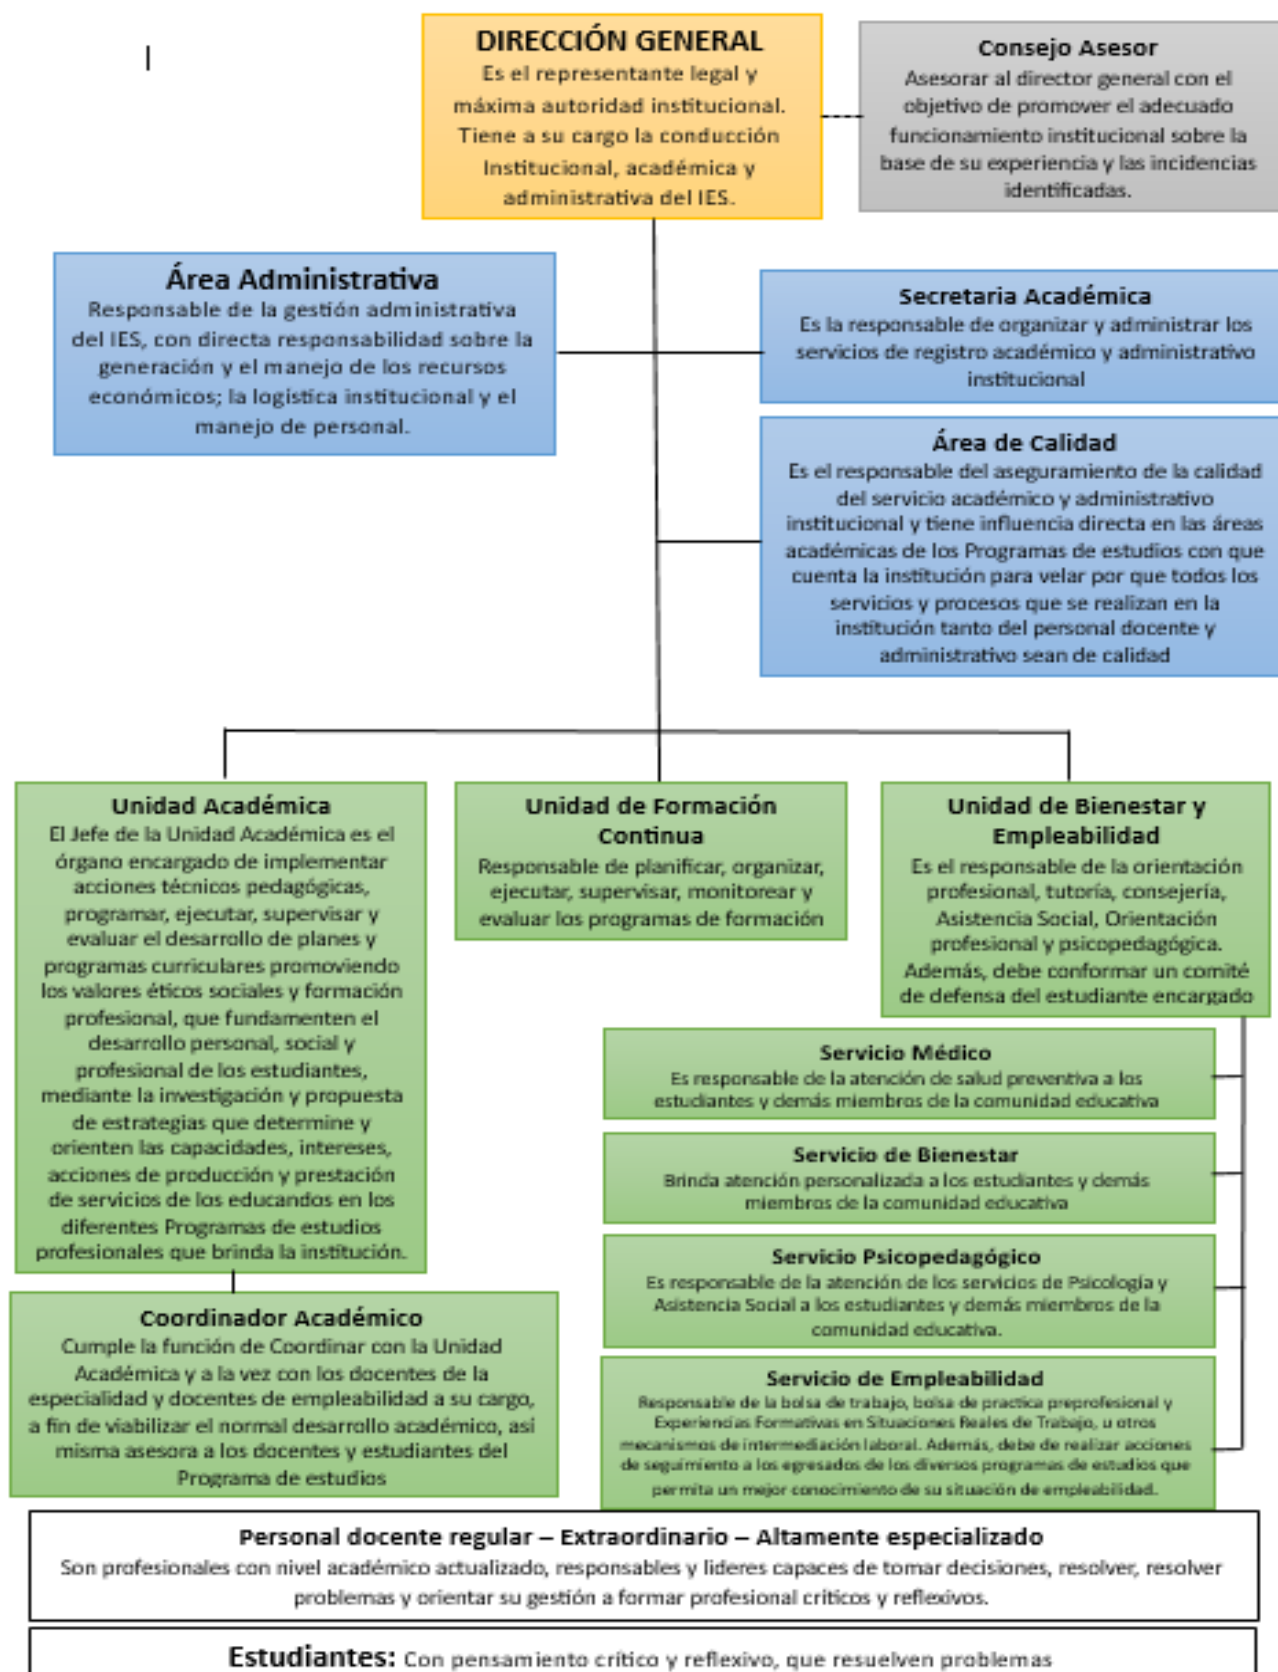 DIRECCIÓN GENERAL
Es el representante legal y
máxima autoridad institucional.
Tiene a su cargo la conducción
Institucional, académica y
administrativa del IES.
Consejo Asesor
Asesorar al director general con el
objetivo de promover el adecuado
funcionamiento institucional sobre la
base de su experiencia y las incidencias
identificadas.
Área Administrativa
Responsable de la gestión administrativa
del IES, con directa responsabilidad sobre la
generación y el manejo de los recursos
económicos; la logística institucional y el
manejo de personal.
Secretaria Académica
Es la responsable de organizar y administrar los
servicios de registro académico y administrativo
institucional
Área de Calidad
Es el responsable del aseguramiento de la calidad
del servicio académico y administrativo
institucional y tiene influencia directa en las áreas
académicas de los Programas de estudios con que
cuenta la institución para velar por que todos los
servicios y procesos que se realizan en la
institución tanto del personal docente y
administrativo sean de calidad
Unidad Académica
El Jefe de la Unidad Académica es el
órgano encargado de implementar
acciones técnicos pedagógicas,
programar, ejecutar, supervisar y
evaluar el desarrollo de planes y
programas curriculares promoviendo
los valores éticos sociales y formación
profesional, que fundamenten el
desarrollo personal, social y
profesional de los estudiantes,
mediante la investigación y propuesta
de estrategias que determine y
orienten las capacidades, intereses,
acciones de producción y prestación
de servicios de los educandos en los
diferentes Programas de estudios
profesionales que brinda la institución.
Unidad de Formación
Continua
Responsable de planificar, organizar,
ejecutar, supervisar, monitorear y
evaluar los programas de formación
Unidad de Bienestar y
Empleabilidad
Es el responsable de la orientación
profesional, tutoría, consejería,
Asistencia Social, Orientación
profesional y psicopedagógica.
Además, debe conformar un comité
de defensa del estudiante encargado
Servicio Médico
Es responsable de la atención de salud preventiva a los
estudiantes y demás miembros de la comunidad educativa
Servicio de Bienestar
Brinda atención personalizada a los estudiantes y demás
miembros de la comunidad educativa
Servicio Psicopedagógico
Es responsable de la atención de los servicios de Psicología y
Asistencia Social a los estudiantes y demás miembros de la
comunidad educativa.
Servicio de Empleabilidad
Responsable de la bolsa de trabajo, bolsa de practica preprofesional y
Experiencias Formativas en Situaciones Reales de Trabajo, u otros
mecanismos de intermediación laboral. Además, debe de realizar acciones
de seguimiento a los egresados de los diversos programas de estudios que
permita un mejor conocimiento de su situación de empleabilidad.
Coordinador Académico
Cumple la función de Coordinar con la Unidad
Académica y a la vez con los docentes de la
especialidad y docentes de empleabilidad a su cargo,
a fin de viabilizar el normal desarrollo académico, así
misma asesora a los docentes y estudiantes del
Programa de estudios
Personal docente regular – Extraordinario – Altamente especializado
Son profesionales con nivel académico actualizado, responsables y lideres capaces de tomar decisiones, resolver, resolver
problemas y orientar su gestión a formar profesional críticos y reflexivos.
Estudiantes: Con pensamiento crítico y reflexivo, que resuelven problemas